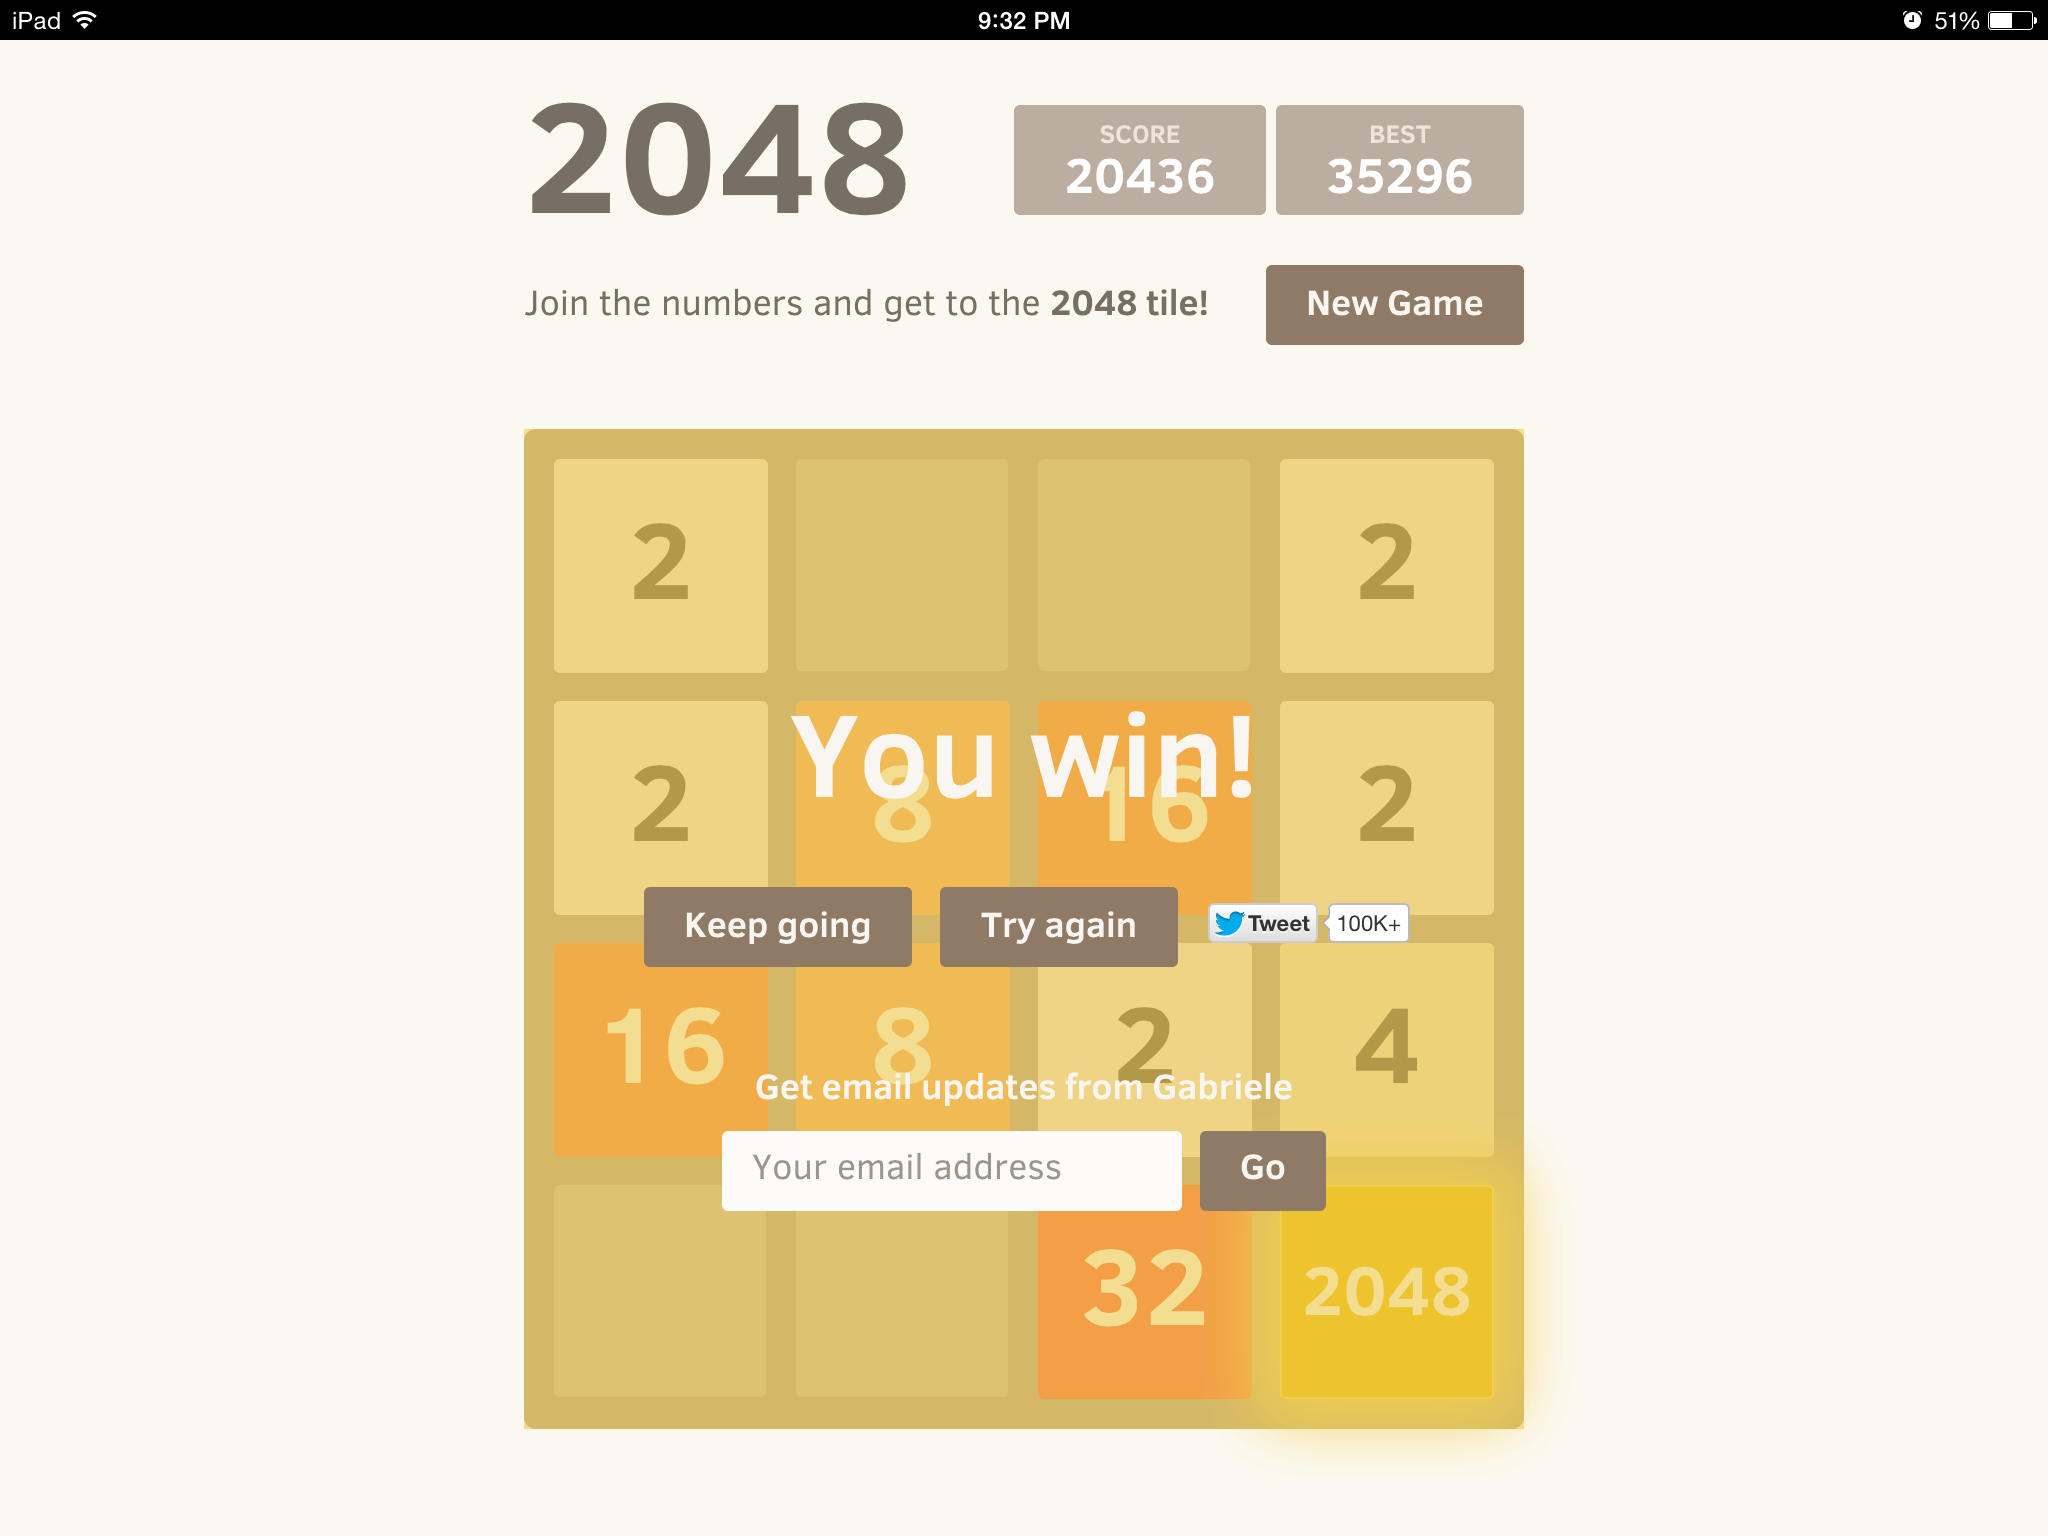 iPad 9:32 PM 51%
2048
SCORE
20436
BEST
35296
Join the numbers and get to the 2048 tile!
New Game
2 2
You win!
2 8 16 2
Keep going Try again Tweet 100K+
16 8 2 4
Get email updates from Gabriele
Your email address Go
32 2048